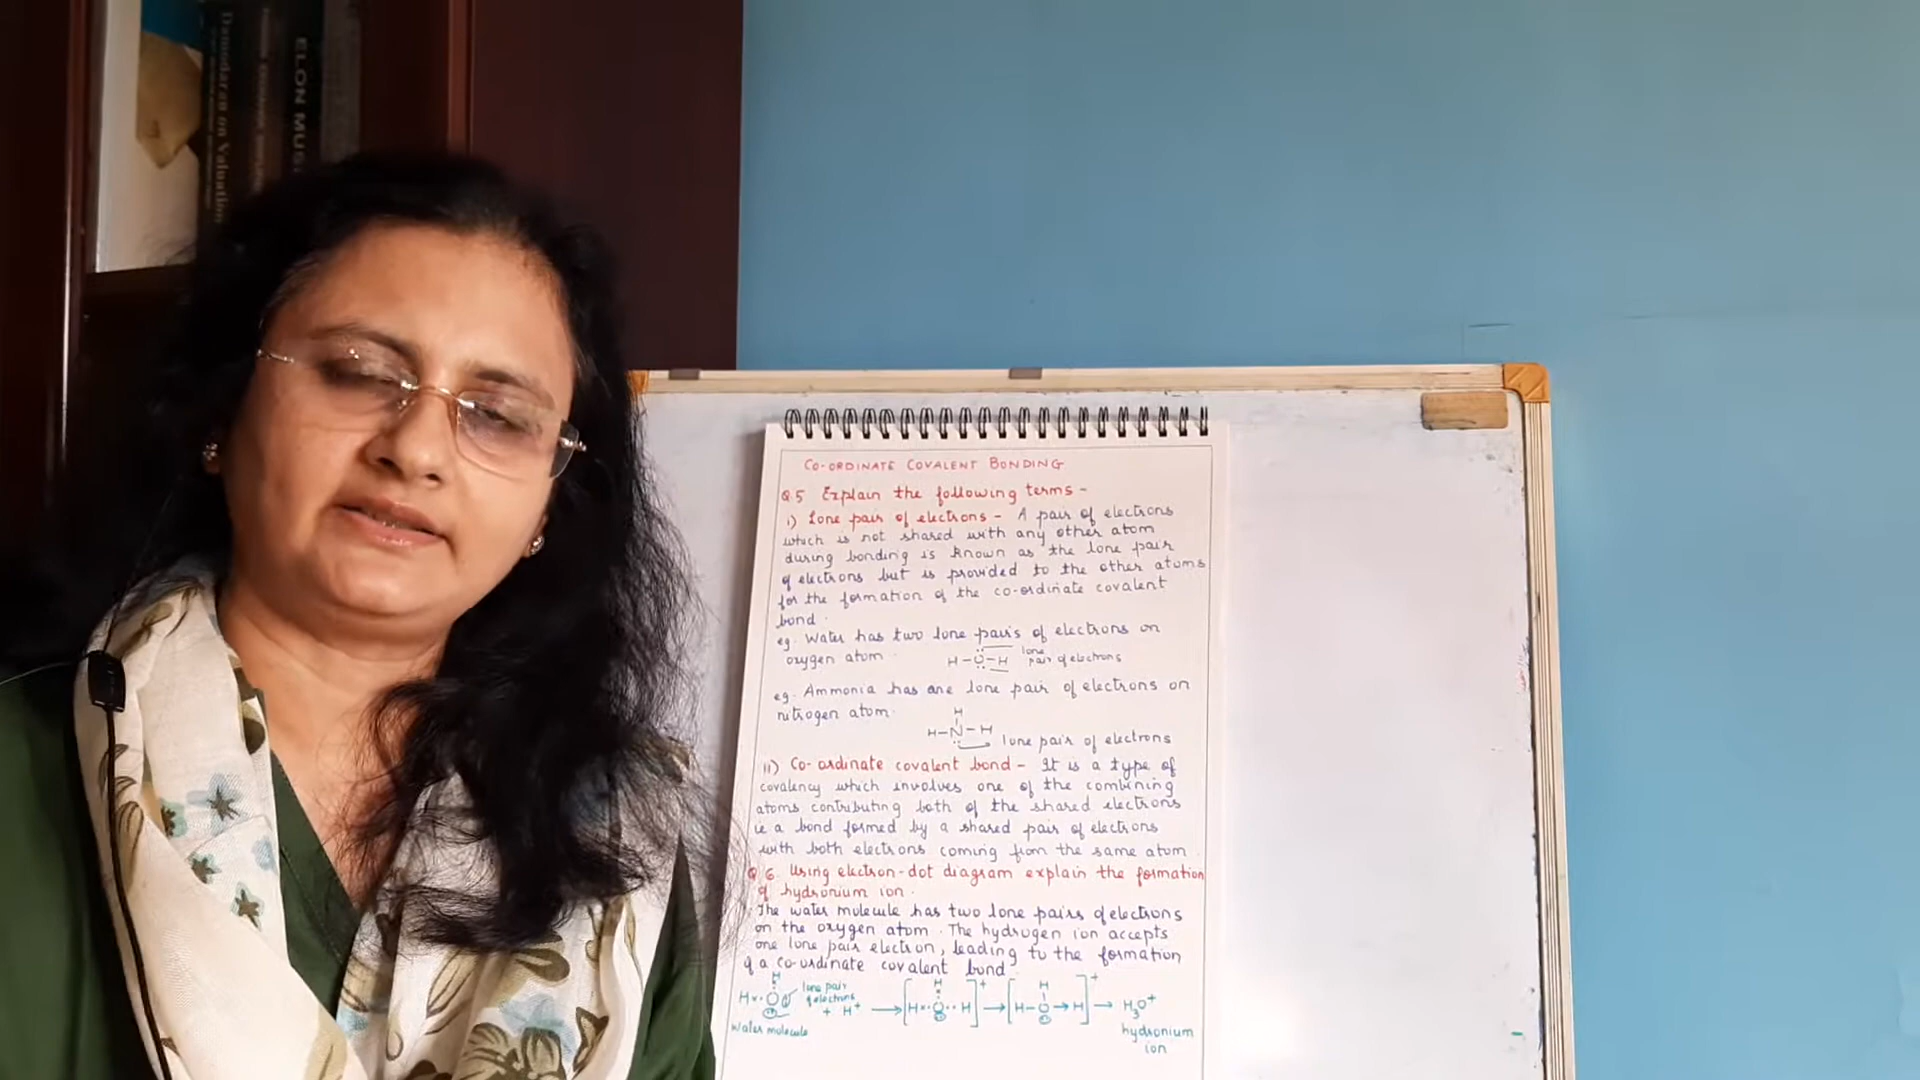 Damodaran on Valuation
ELON MUS
CO-ORDINATE COVALENT BONDING
Q.5 Explain the following terms -
i) Lone pair of electrons - A pair of electrons
which is not shared with any other atom
during bonding is known as the lone pair
of electrons but is provided to the other atoms
for the formation of the co-ordinate covalent
bond.
eg. Water has two lone pairs of electrons on
oxygen atom.
H-O-H lone pair of electrons
eg. Ammonia has one lone pair of electrons on
nitrogen atom.
H
H-N-H
lone pair of electrons
ii) Co-ordinate covalent bond - It is a type of
covalency which involves one of the combining
atoms contributing both of the shared electrons
ie a bond formed by a shared pair of electrons
with both electrons coming from the same atom.
Q.6. Using electron-dot diagram explain the formation
of hydronium ion.
The water molecule has two lone pairs of electrons
on the oxygen atom. The hydrogen ion accepts
one lone pair electron, leading to the formation
of a co-ordinate covalent bond.
H lone pair of electrons H H
H O + H⁺ → [H O H]⁺ → [H-O→H]⁺ → H₃O⁺
Water molecule hydronium
ion